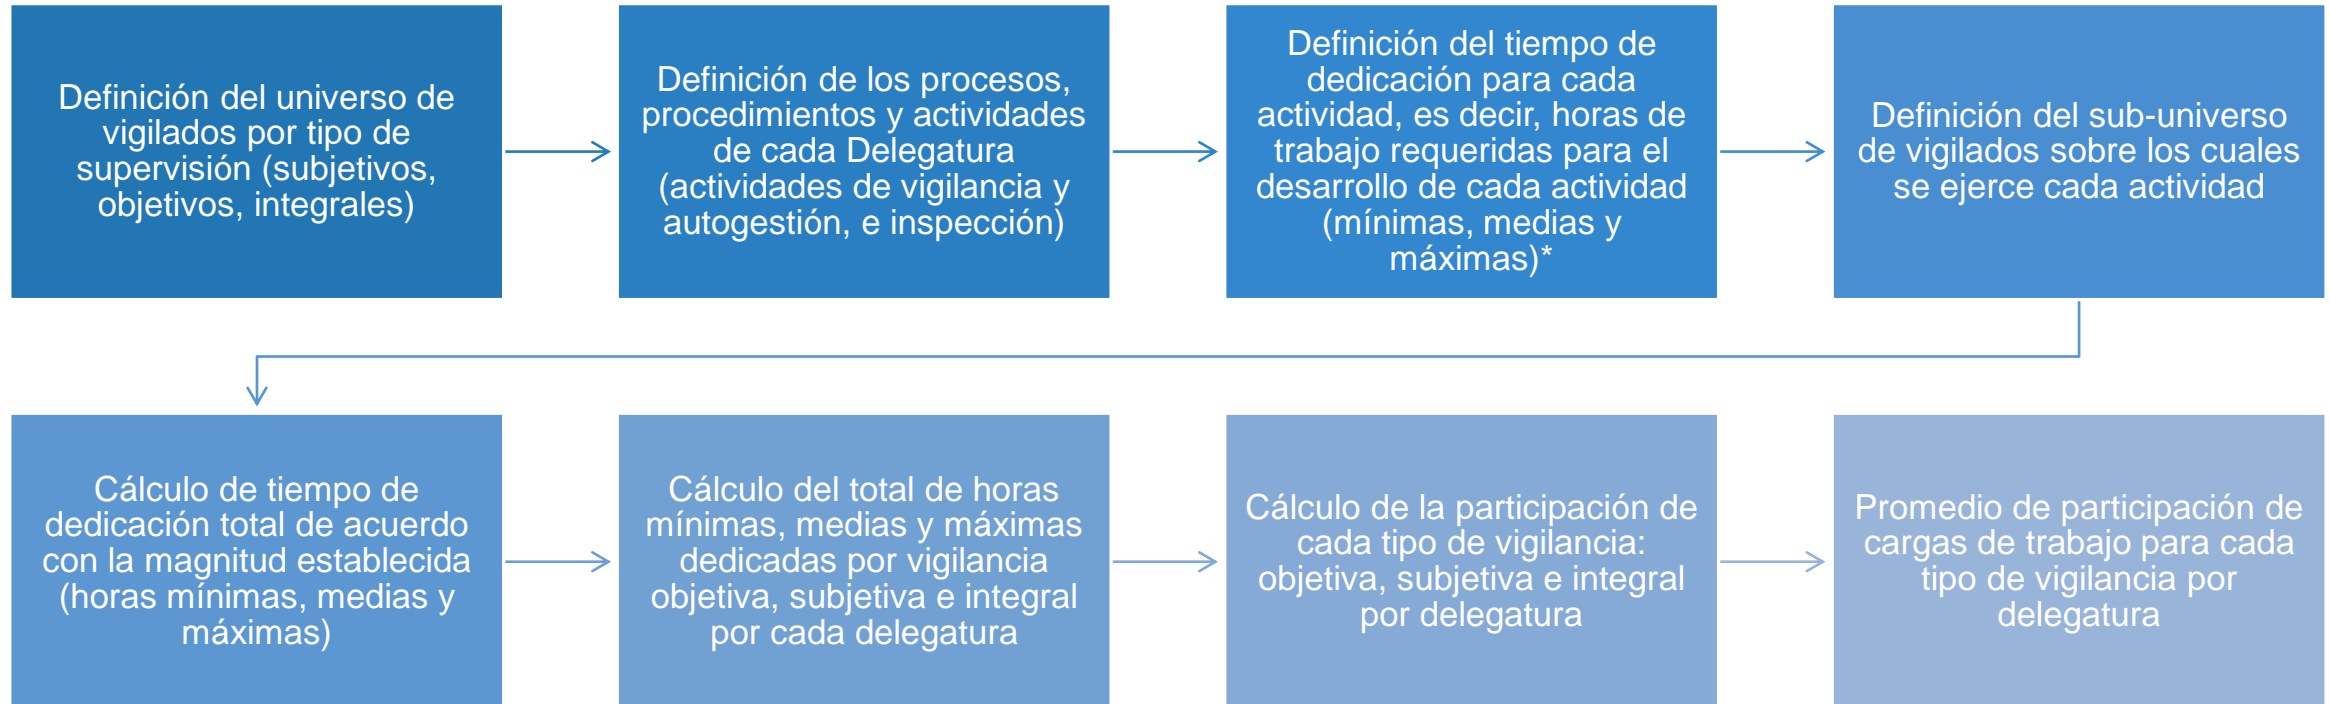 Definición del universo de
vigilados por tipo de
supervisión (subjetivos,
objetivos, integrales)
Definición de los procesos,
procedimientos y actividades
de cada Delegatura
(actividades de vigilancia y
autogestión, e inspección)
Definición del tiempo de
dedicación para cada
actividad, es decir, horas de
trabajo requeridas para el
desarrollo de cada actividad
(mínimas, medias y
máximas)*
Definición del sub-universo
de vigilados sobre los cuales
se ejerce cada actividad
Cálculo de tiempo de
dedicación total de acuerdo
con la magnitud establecida
(horas mínimas, medias y
máximas)
Cálculo del total de horas
mínimas, medias y máximas
dedicadas por vigilancia
objetiva, subjetiva e integral
por cada delegatura
Cálculo de la participación de
cada tipo de vigilancia:
objetiva, subjetiva e integral
por delegatura
Promedio de participación de
cargas de trabajo para cada
tipo de vigilancia por
delegatura